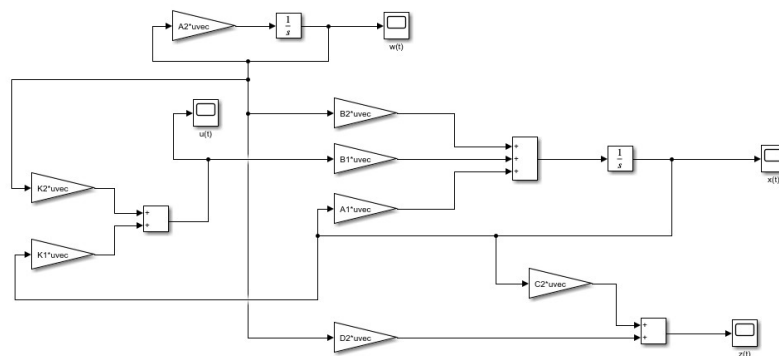 A2*uvec
1
s
w(t)
B2*uvec
u(t)
B1*uvec
+
+
+
1
s
x(t)
K2*uvec
+
+
A1*uvec
K1*uvec
C2*uvec
+
+
D2*uvec
z(t)